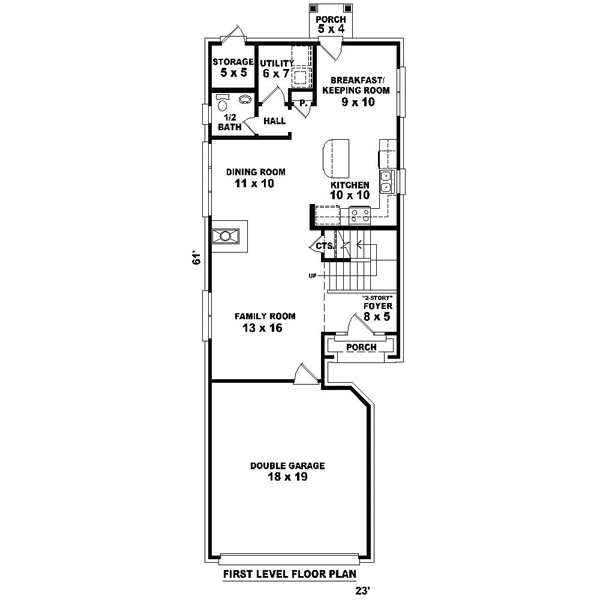 PORCH
5 x 4
STORAGE
5 x 5
UTILITY
6 x 7
BREAKFAST/
KEEPING ROOM
9 x 10
P.
1/2
BATH
HALL
DINING ROOM
11 x 10
KITCHEN
10 x 10
CTS.
UP
61'
"2-STORY"
FOYER
8 x 5
FAMILY ROOM
13 x 16
PORCH
DOUBLE GARAGE
18 x 19
FIRST LEVEL FLOOR PLAN
23'